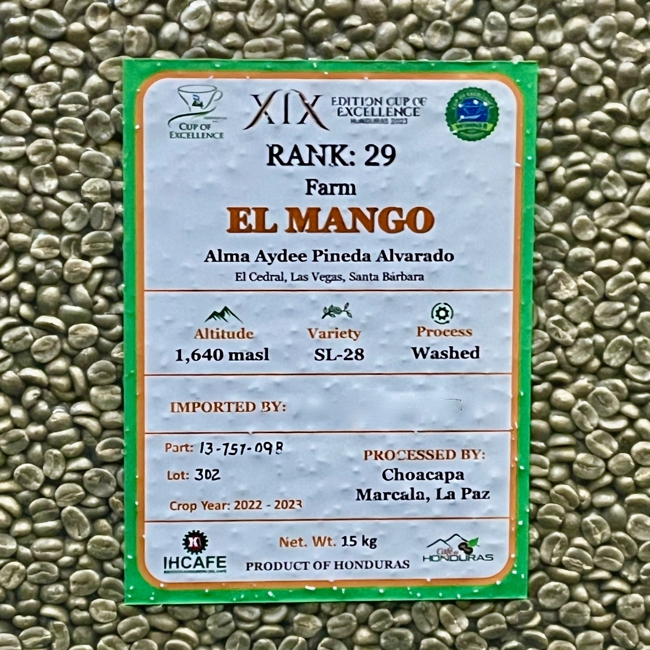 CUP OF
EXCELLENCE
XIX
EDITION CUP OF
EXCELLENCE
HONDURAS 2023
RANK: 29
Farm
EL MANGO
Alma Aydee Pineda Alvarado
El Cedral, Las Vegas, Santa Bárbara
Altitude
1,640 masl
Variety
SL-28
Process
Washed
IMPORTED BY:
Part: 13-757-098
Lot: 302
Crop Year: 2022 - 2023
PROCESSED BY:
Choacapa
Marcala, La Paz
IHCAFE
Net. Wt. 15 kg
PRODUCT OF HONDURAS
Café de
HONDURAS